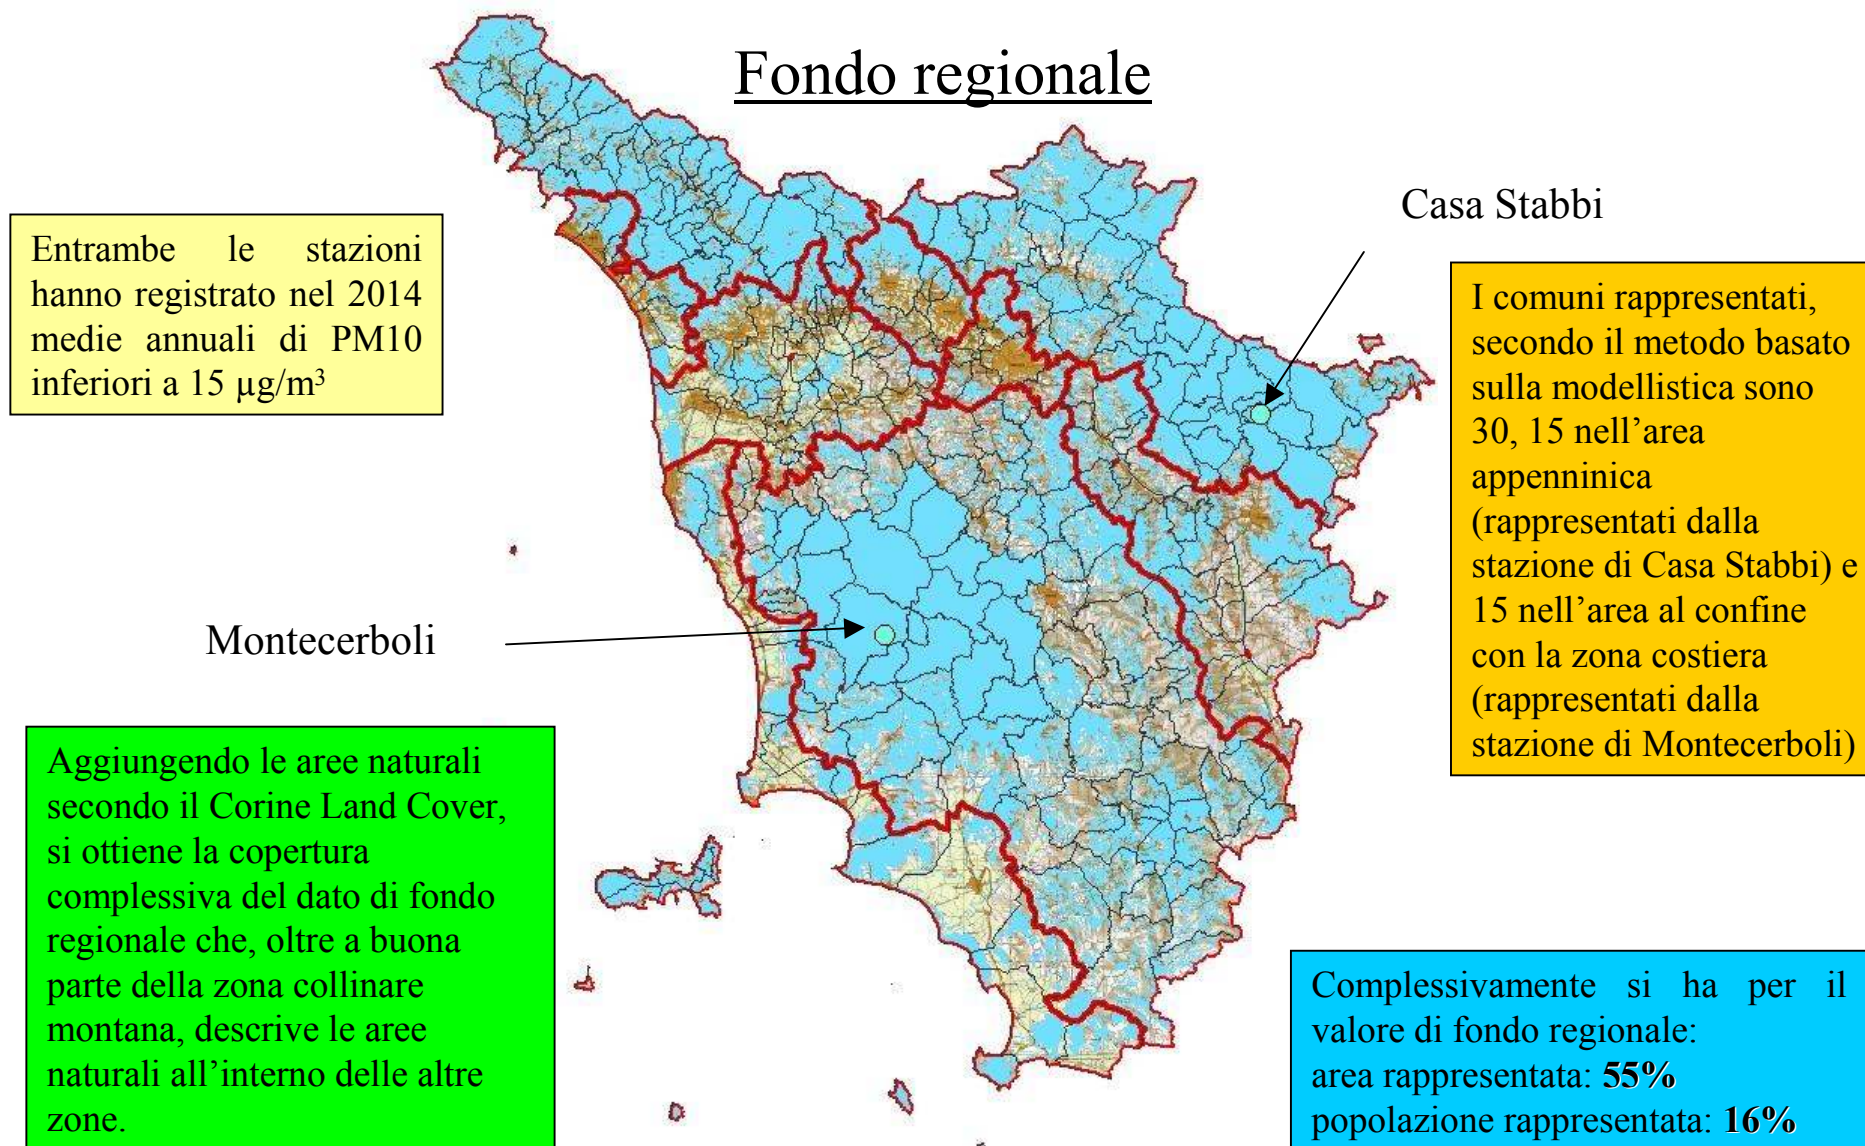 Fondo regionale
Casa Stabbi
Entrambe le stazioni
hanno registrato nel 2014
medie annuali di PM10
inferiori a 15 µg/m³
I comuni rappresentati,
secondo il metodo basato
sulla modellistica sono
30, 15 nell’area
appenninica
(rappresentati dalla
stazione di Casa Stabbi) e
15 nell’area al confine
con la zona costiera
(rappresentati dalla
stazione di Montecerboli)
Montecerboli
Aggiungendo le aree naturali
secondo il Corine Land Cover,
si ottiene la copertura
complessiva del dato di fondo
regionale che, oltre a buona
parte della zona collinare
montana, descrive le aree
naturali all’interno delle altre
zone.
Complessivamente si ha per il
valore di fondo regionale:
area rappresentata: 55%
popolazione rappresentata: 16%